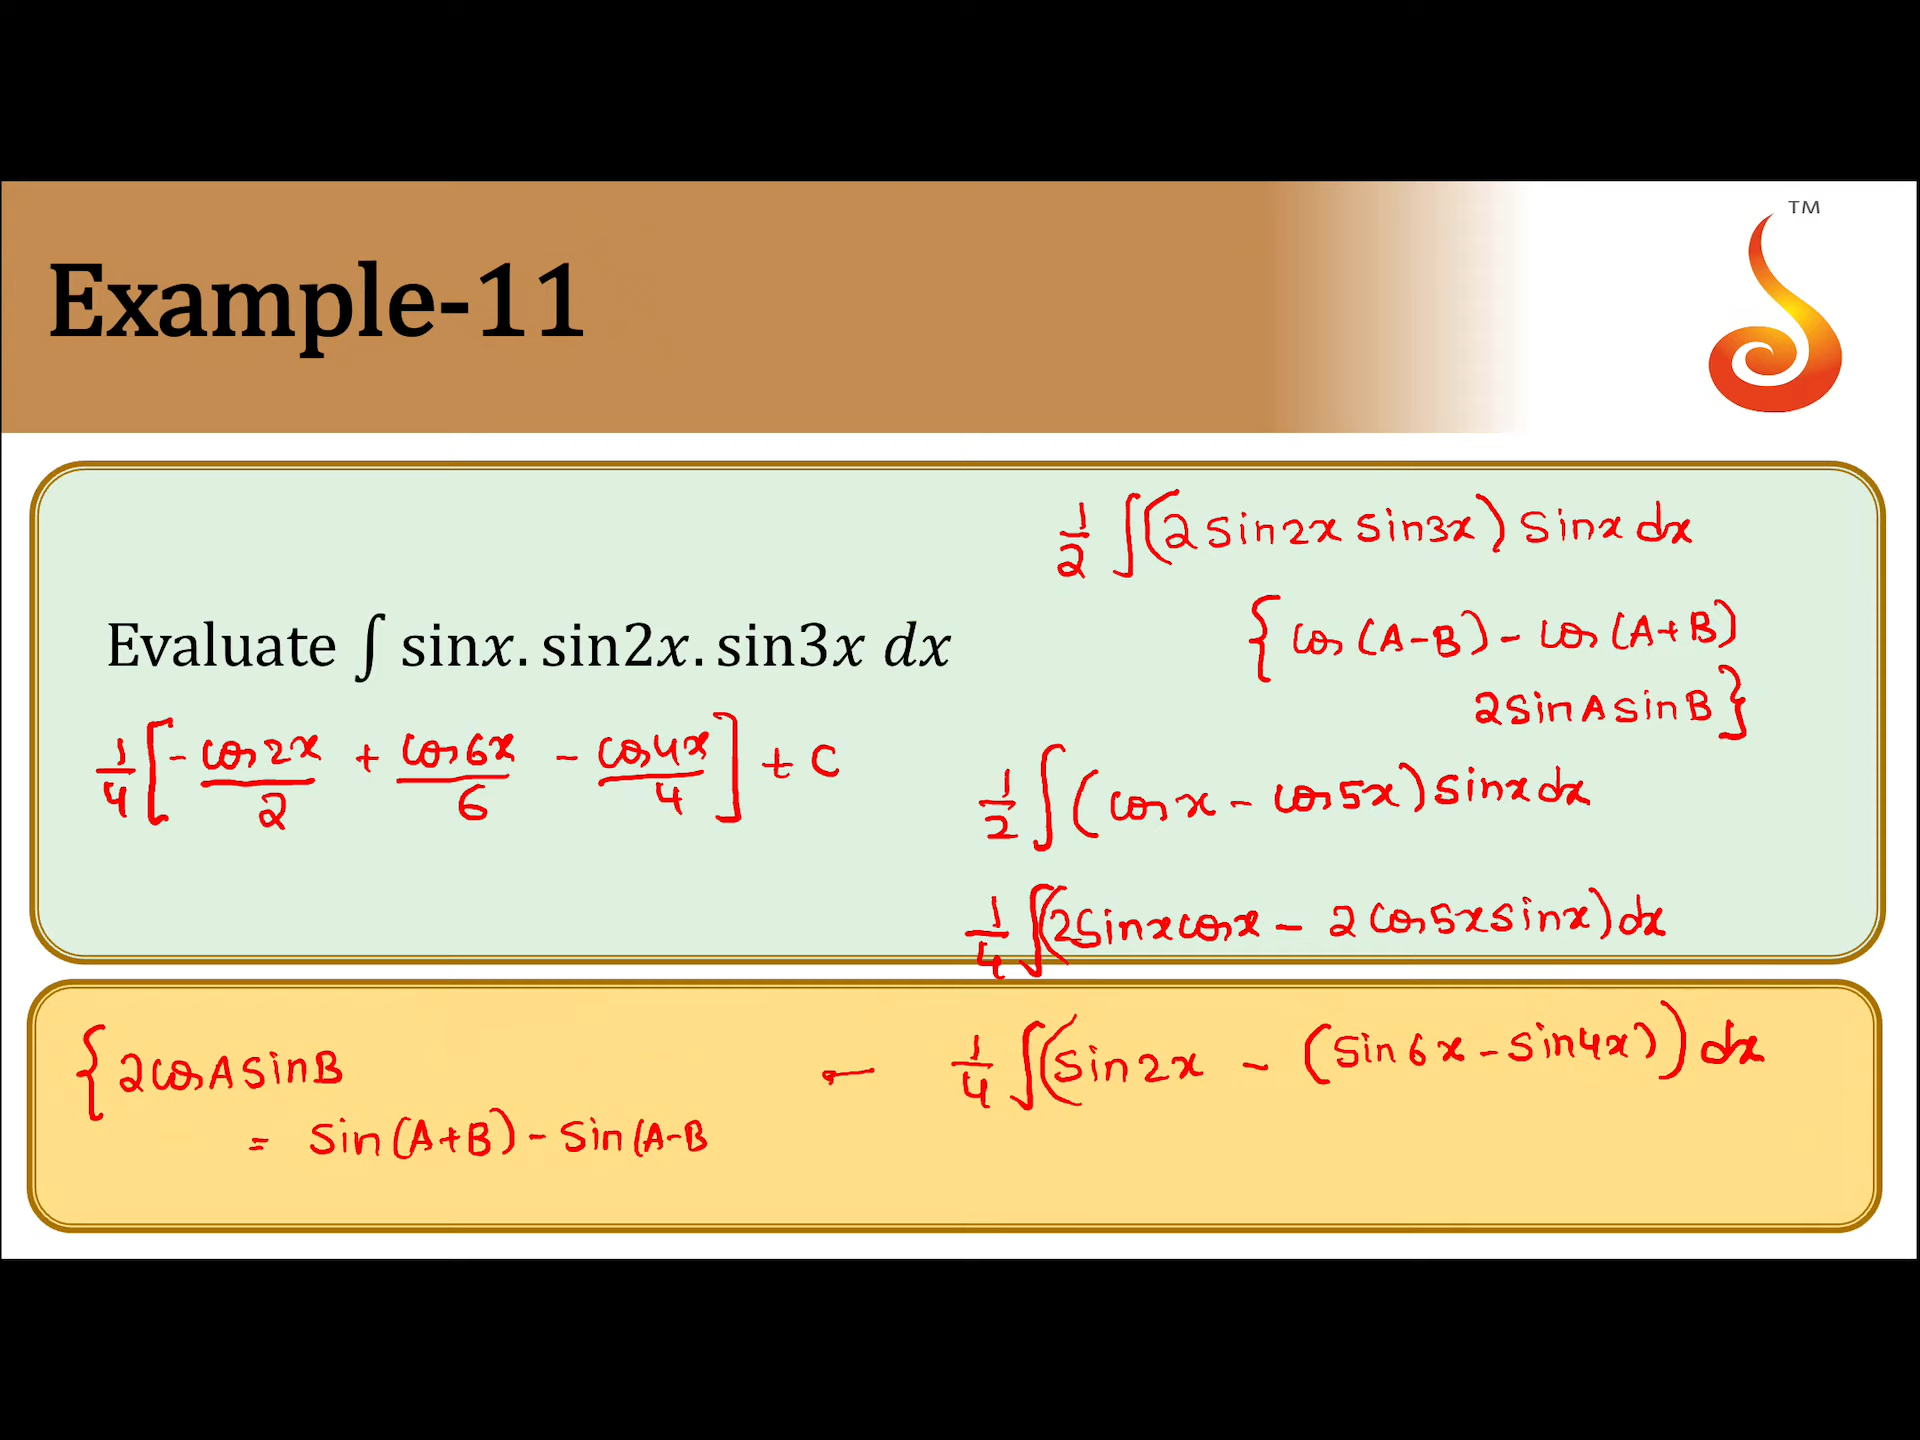 TM
Example-11
Evaluate ∫ sinx. sin2x. sin3x dx
1/4 [-cos2x/2 + cos6x/6 - cos4x/4] + C
1/2 ∫(2 sin2x sin3x) sinx dx
{cos(A-B) - cos(A+B)
2sinAsinB}
1/2 ∫(cosx - cos5x) sinx dx
1/4 ∫(2sinxcosx - 2cos5xsinx)dx
1/4 ∫(sin2x - (sin6x - sin4x))dx
{2cosAsinB
= sin(A+B) - sin(A-B